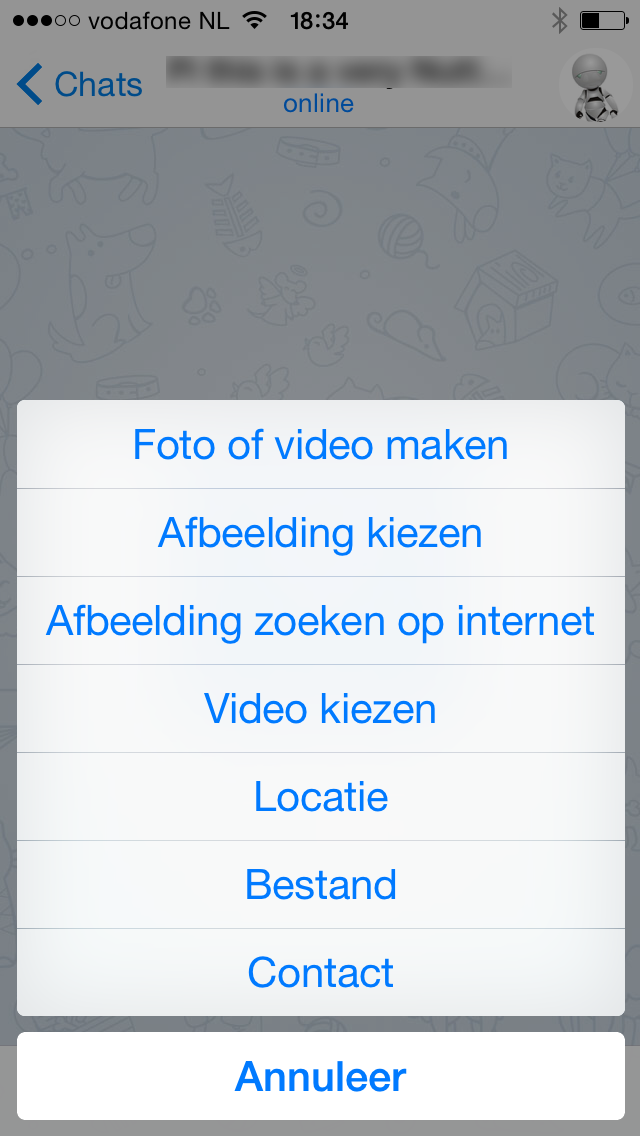 vodafone NL 18:34
Chats
online
Foto of video maken
Afbeelding kiezen
Afbeelding zoeken op internet
Video kiezen
Locatie
Bestand
Contact
Annuleer